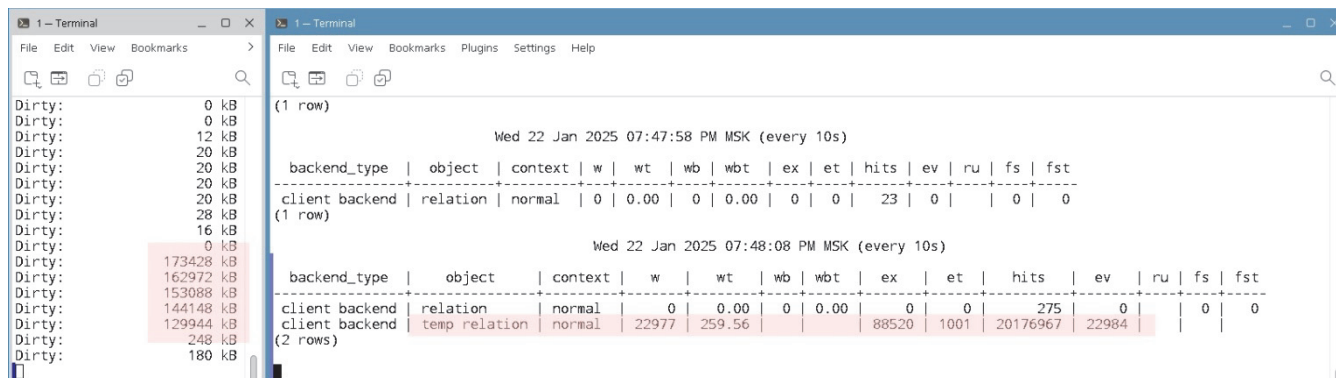 1 — Terminal
File Edit View Bookmarks >
Dirty: 0 kB
Dirty: 0 kB
Dirty: 12 kB
Dirty: 20 kB
Dirty: 20 kB
Dirty: 20 kB
Dirty: 20 kB
Dirty: 28 kB
Dirty: 16 kB
Dirty: 0 kB
Dirty: 173428 kB
Dirty: 162972 kB
Dirty: 153088 kB
Dirty: 144148 kB
Dirty: 129944 kB
Dirty: 248 kB
Dirty: 180 kB
1 — Terminal
File Edit View Bookmarks Plugins Settings Help
(1 row)
Wed 22 Jan 2025 07:47:58 PM MSK (every 10s)
backend_type | object | context | w | wt | wb | wbt | ex | et | hits | ev | ru | fs | fst
----------------+----------+---------+---+------+----+------+----+----+------+----+----+----+-----
client backend | relation | normal | 0 | 0.00 | 0 | 0.00 | 0 | 0 | 23 | 0 | | 0 | 0
(1 row)
Wed 22 Jan 2025 07:48:08 PM MSK (every 10s)
backend_type | object | context | w | wt | wb | wbt | ex | et | hits | ev | ru | fs | fst
----------------+---------------+---------+-------+--------+----+------+-------+------+----------+-------+----+----+-----
client backend | relation | normal | 0 | 0.00 | 0 | 0.00 | 0 | 0 | 275 | 0 | | 0 | 0
client backend | temp relation | normal | 22977 | 259.56 | | | 88520 | 1001 | 20176967 | 22984 | | |
(2 rows)